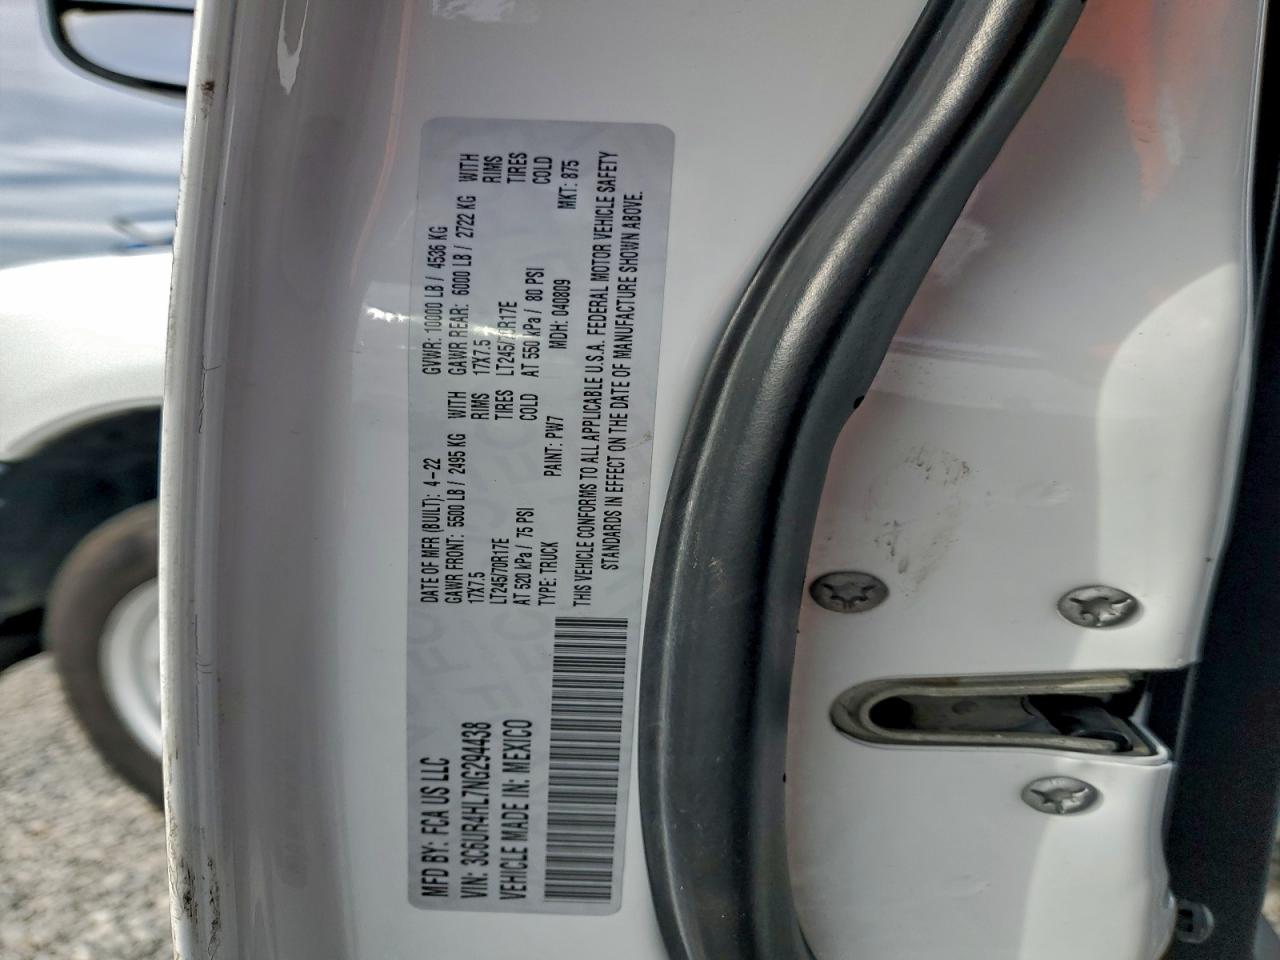 MFD BY: FCA US LLC
DATE OF MFR (BUILT): 4-22
GVWR: 10000 LB / 4536 KG
VIN: 3C6UR4HL7NG294438
GAWR FRONT: 5500 LB / 2495 KG WITH
GAWR REAR: 6000 LB / 2722 KG WITH
VEHICLE MADE IN: MEXICO
17X7.5 RIMS
17X7.5 RIMS
LT245/70R17E TIRES
LT245/70R17E TIRES
AT 520 kPa / 75 PSI COLD
AT 550 kPa / 80 PSI COLD
TYPE: TRUCK PAINT: PW7 MDH: 040809 MKT: 875
THIS VEHICLE CONFORMS TO ALL APPLICABLE U.S.A. FEDERAL MOTOR VEHICLE SAFETY
STANDARDS IN EFFECT ON THE DATE OF MANUFACTURE SHOWN ABOVE.